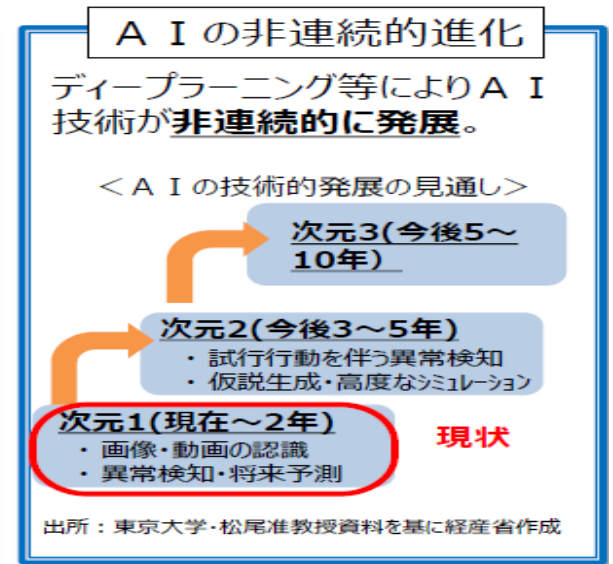 ＡＩの非連続的進化
ディープラーニング等によりＡＩ
技術が非連続的に発展。
＜ＡＩの技術的発展の見通し＞
次元3(今後5～
10年）
次元2(今後3～5年)
・試行行動を伴う異常検知
・仮説生成・高度なｼﾐｭﾚｰｼｮﾝ
次元1(現在～2年)
・画像・動画の認識
・異常検知・将来予測
現状
出所：東京大学・松尾准教授資料を基に経産省作成